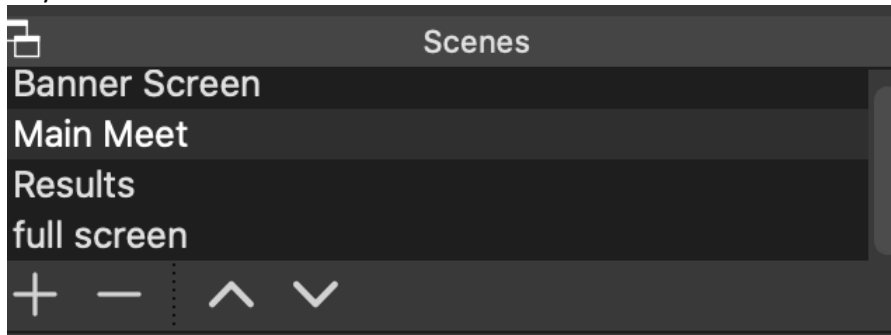 Scenes
Banner Screen
Main Meet
Results
full screen